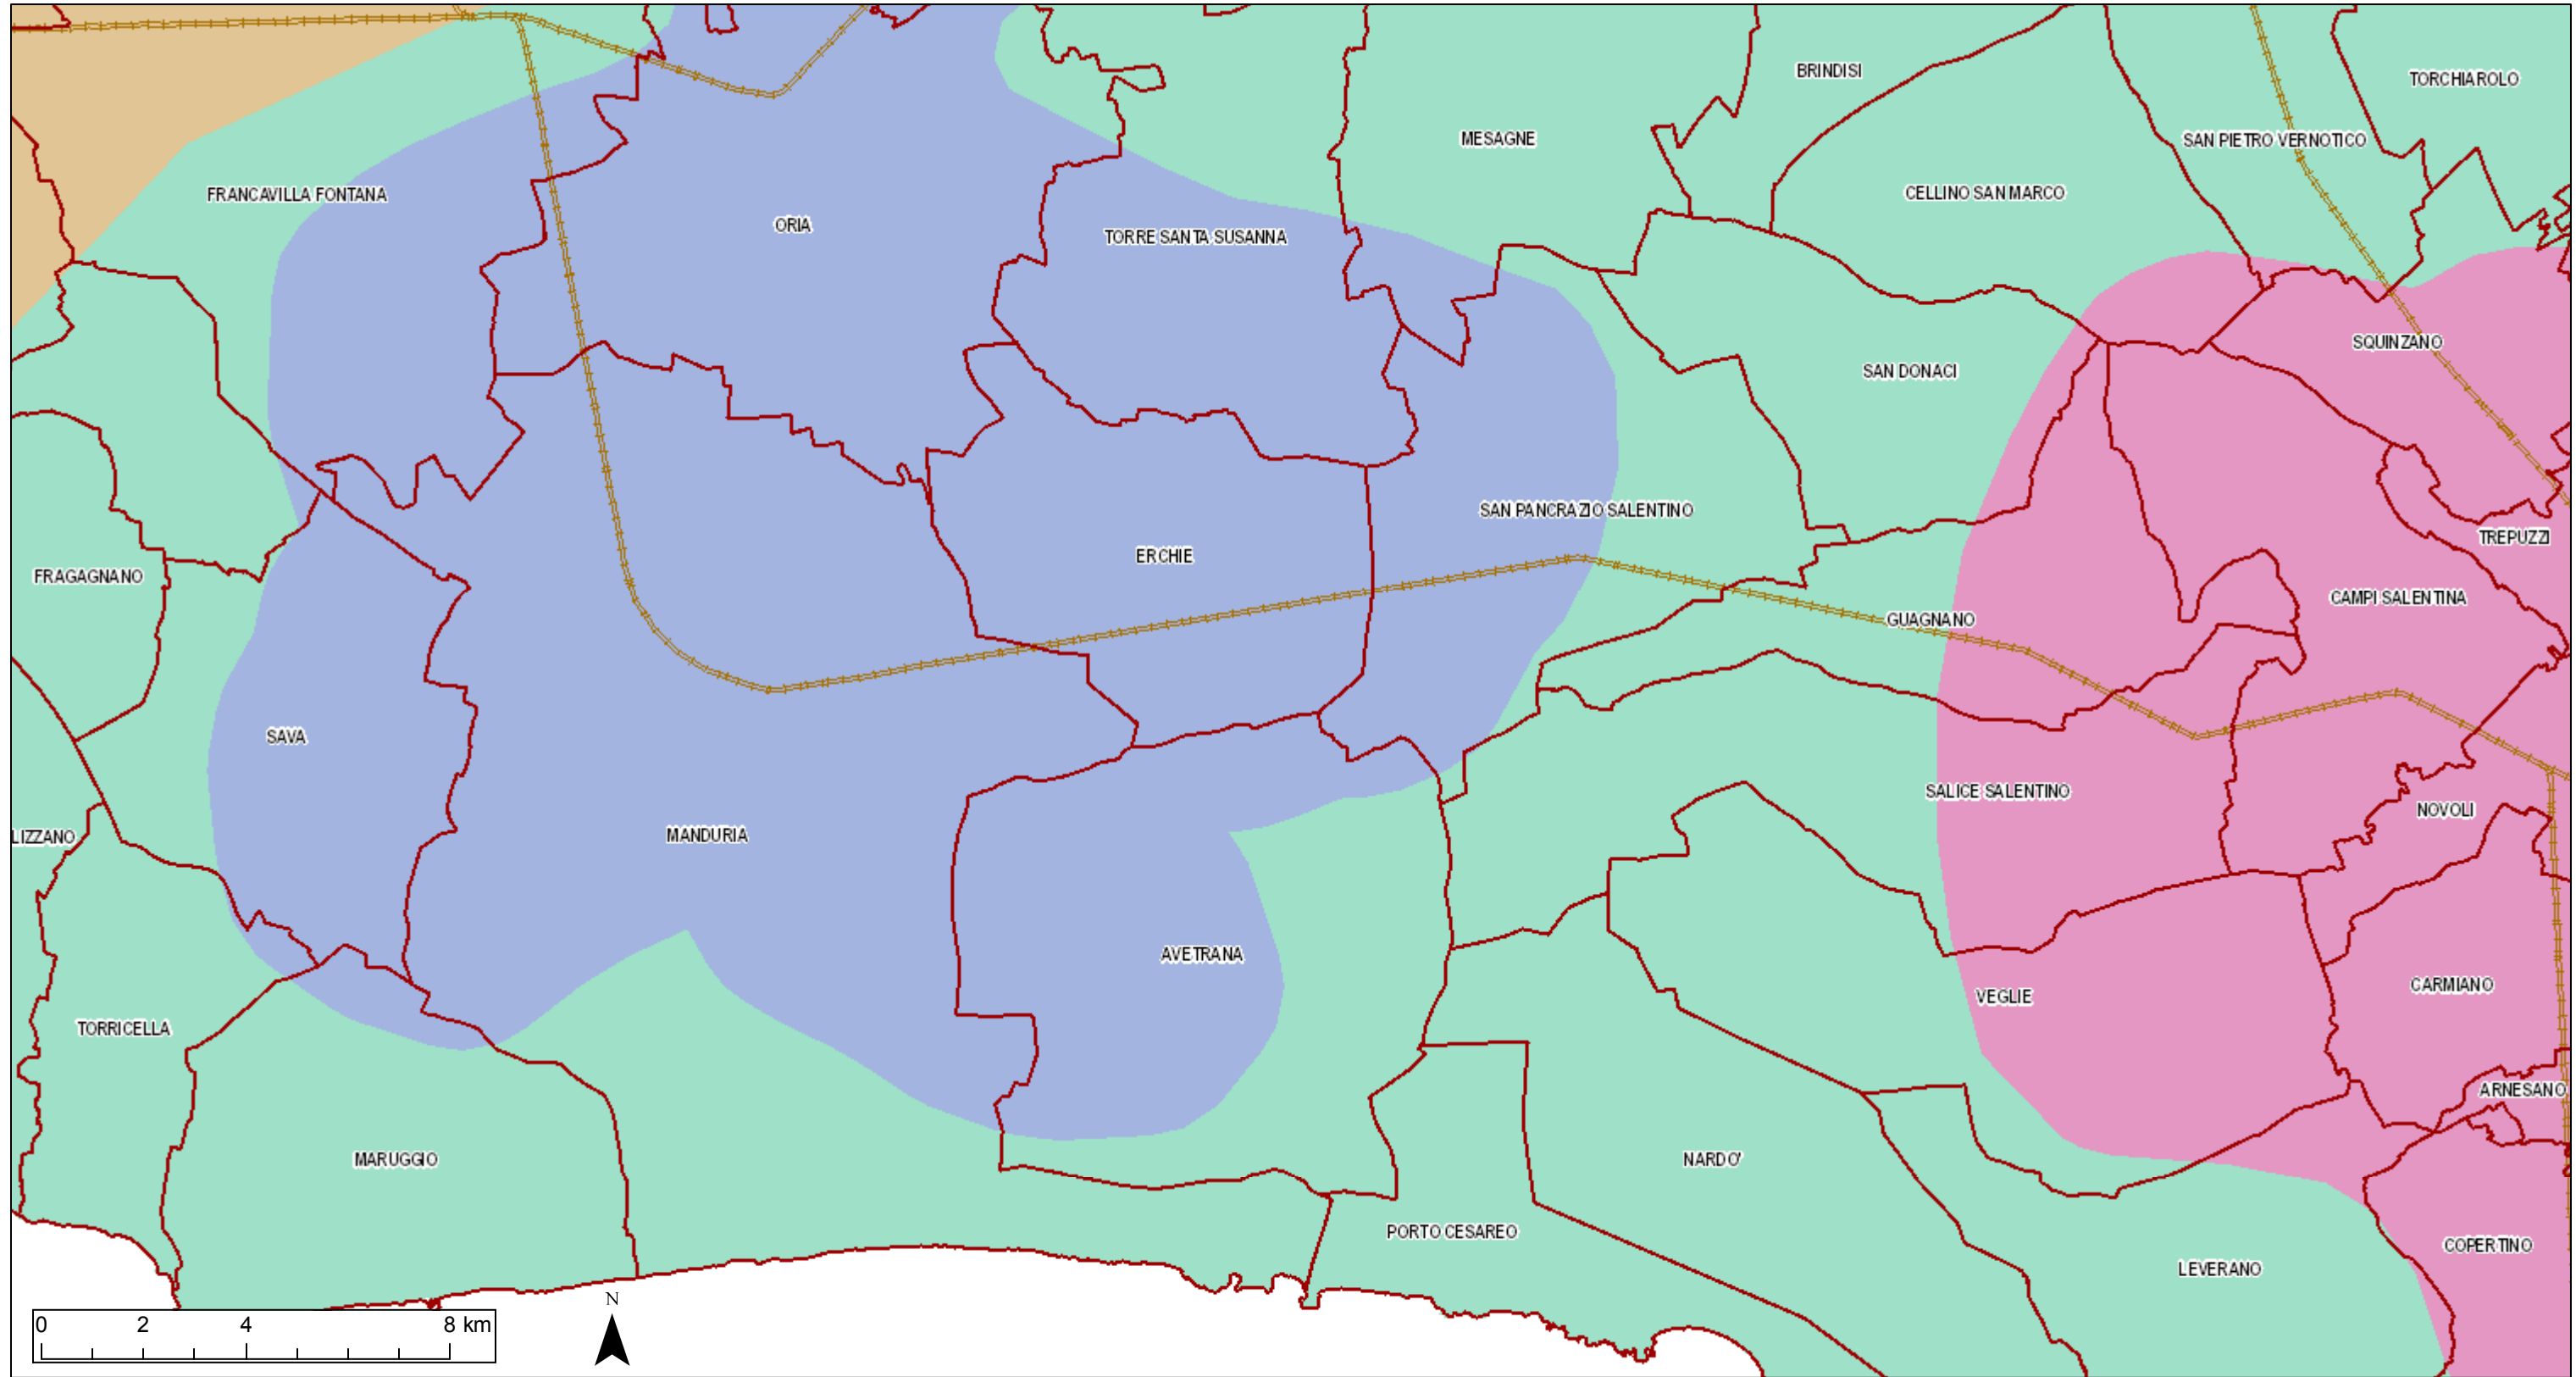 BRINDISI
TORCHIAROLO
MESAGNE
SAN PIETRO VERNOTICO
FRANCAVILLA FONTANA
CELLINO SAN MARCO
ORIA
TORRE SANTA SUSANNA
SQUINZANO
SAN DONACI
SAN PANCRAZIO SALENTINO
TREPUZZI
ERCHIE
FRAGAGNANO
CAMPI SALENTINA
GUAGNANO
SAVA
SALICE SALENTINO
NOVOLI
LIZZANO
MANDURIA
AVETRANA
CARMIANO
VEGLIE
TORRICELLA
ARNESANO
MARUGGIO
NARDO'
PORTO CESAREO
COPERTINO
LEVERANO
N
0 2 4 8 km